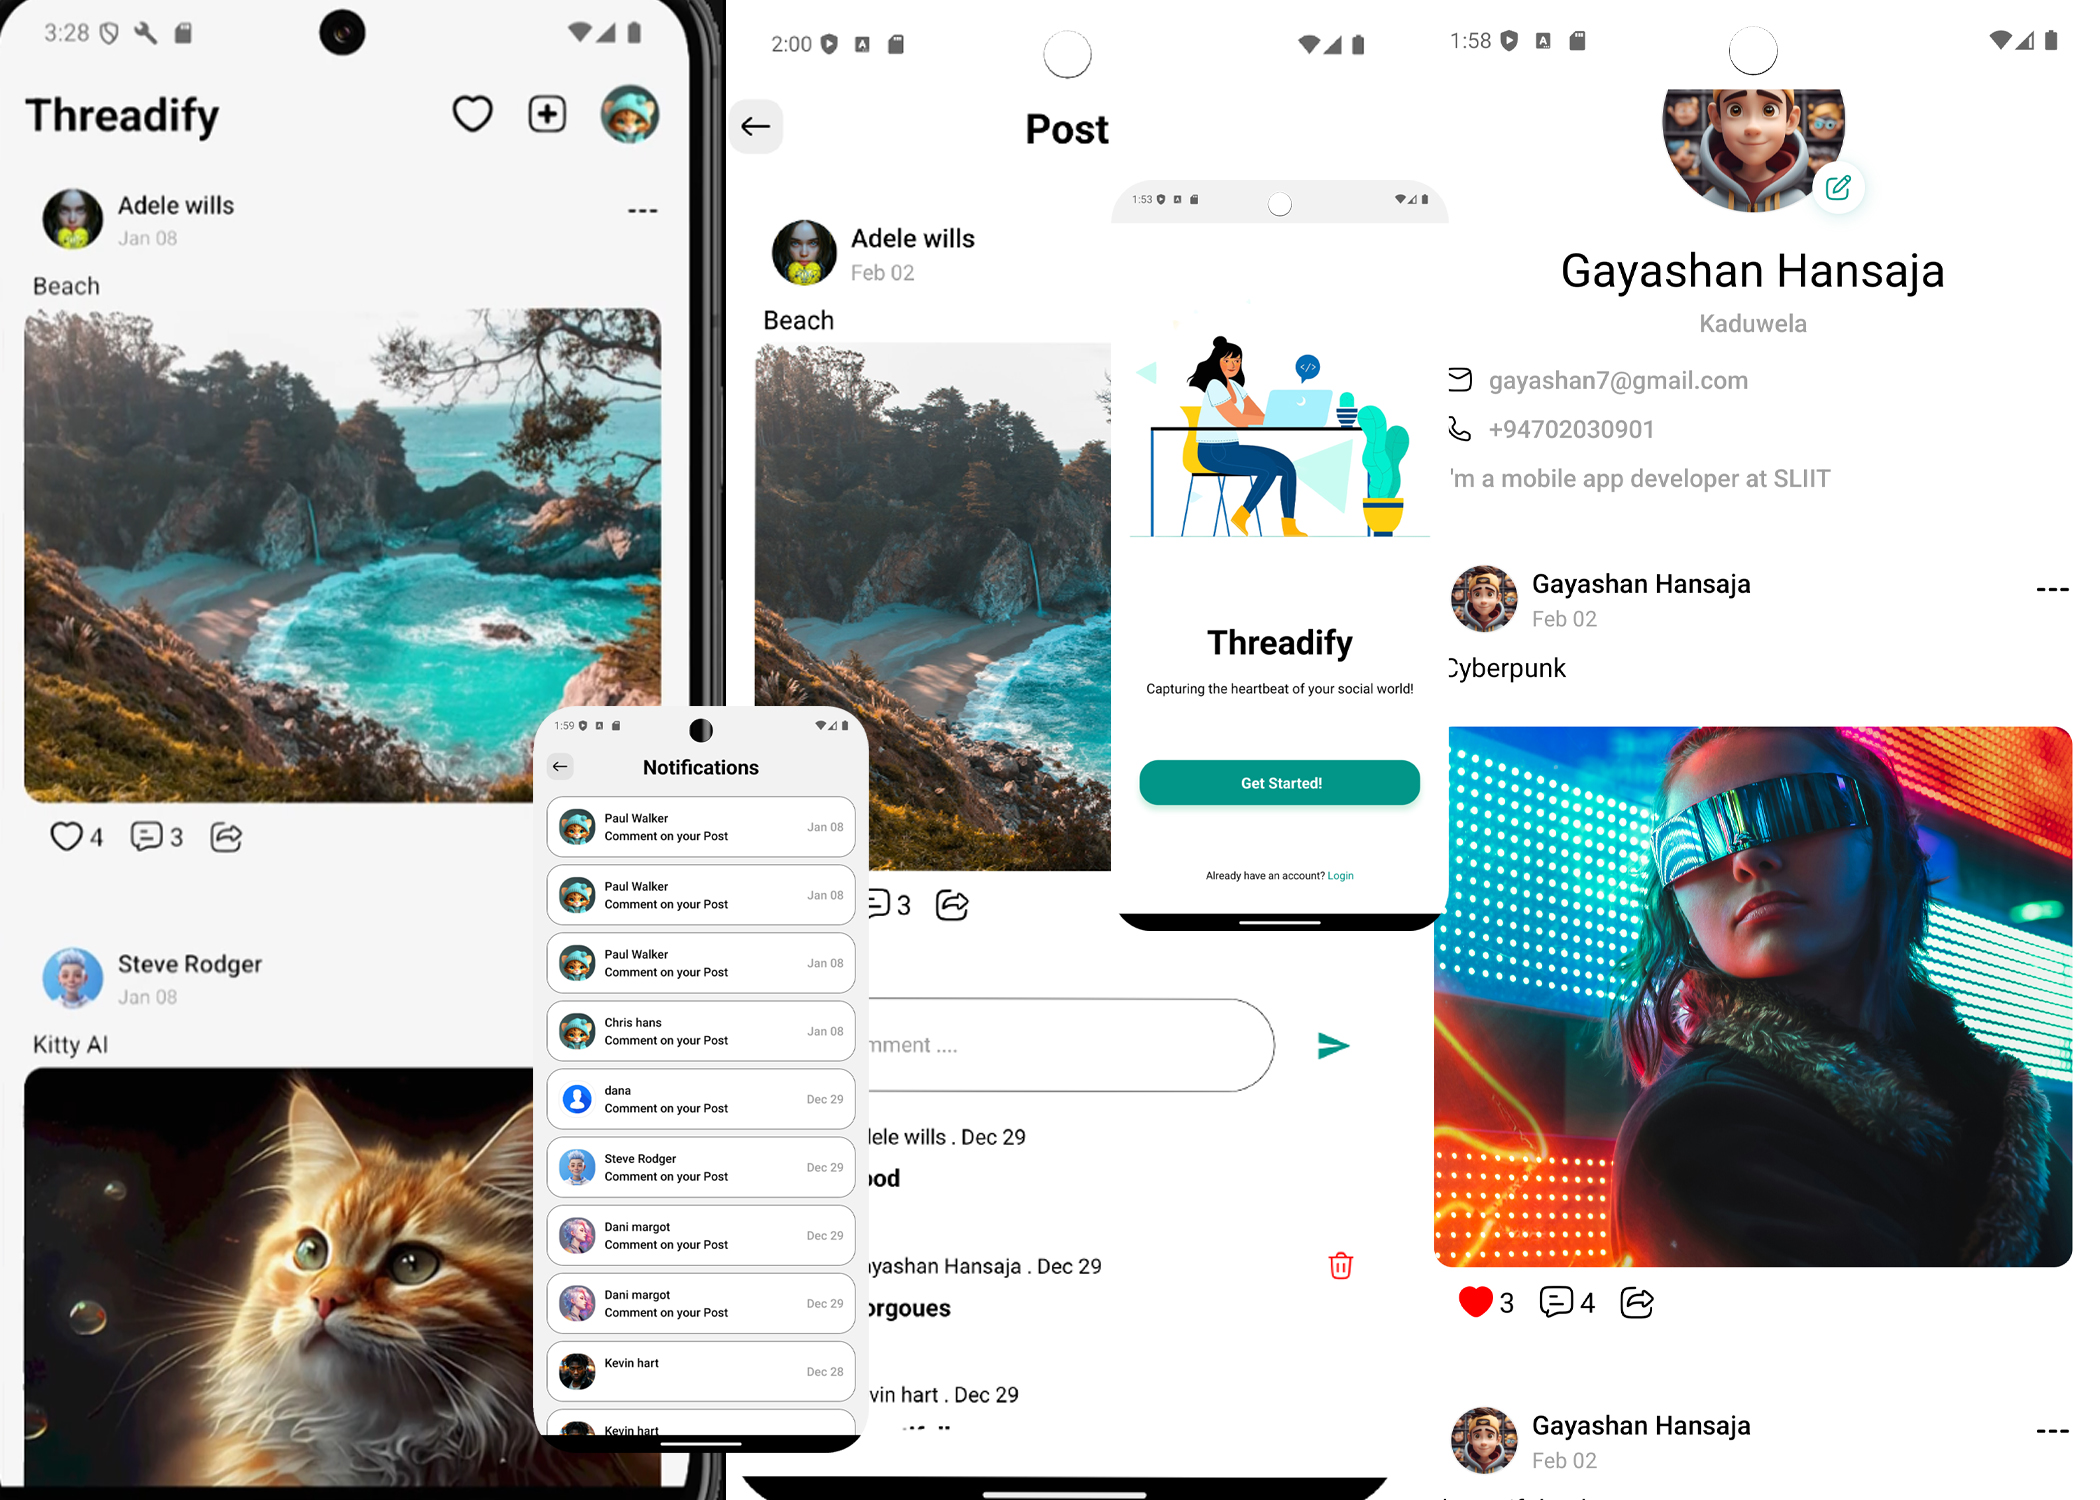 3:28
Threadify
Adele wills
Jan 08
Beach
4
3
Steve Rodger
Jan 08
Kitty AI
1:59
Notifications
Paul Walker
Comment on your Post
Jan 08
Paul Walker
Comment on your Post
Jan 08
Paul Walker
Comment on your Post
Jan 08
Chris hans
Comment on your Post
Jan 08
dana
Comment on your Post
Dec 29
Steve Rodger
Comment on your Post
Dec 29
Dani margot
Comment on your Post
Dec 29
Dani margot
Comment on your Post
Dec 29
Kevin hart
Dec 28
Kevin hart
2:00
Post
Adele wills
Feb 02
Beach
3
mment ....
lele wills . Dec 29
ood
ayashan Hansaja . Dec 29
orgoues
vin hart . Dec 29
1:53
</>
Threadify
Capturing the heartbeat of your social world!
Get Started!
Already have an account? Login
1:58
Gayashan Hansaja
Kaduwela
gayashan7@gmail.com
+94702030901
'm a mobile app developer at SLIIT
Gayashan Hansaja
Feb 02
Cyberpunk
3
4
Gayashan Hansaja
Feb 02